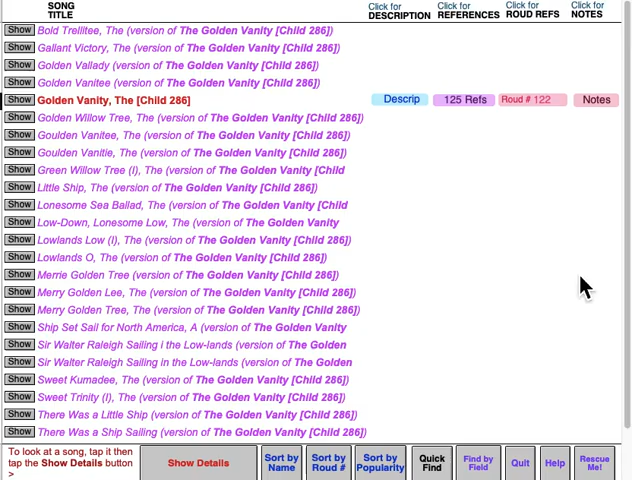 SONG TITLE
Click for DESCRIPTION
Click for REFERENCES
Click for ROUD REFS
Click for NOTES
Show Bold Trellitee, The (version of The Golden Vanity [Child 286])
Show Gallant Victory, The (version of The Golden Vanity [Child 286])
Show Golden Vallady (version of The Golden Vanity [Child 286])
Show Golden Vanitee (version of The Golden Vanity [Child 286])
Show Golden Vanity, The [Child 286] Descrip 125 Refs Roud # 122 Notes
Show Golden Willow Tree, The (version of The Golden Vanity [Child 286])
Show Goulden Vanitee, The (version of The Golden Vanity [Child 286])
Show Goulden Vanitie, The (version of The Golden Vanity [Child 286])
Show Green Willow Tree (I), The (version of The Golden Vanity [Child
Show Little Ship, The (version of The Golden Vanity [Child 286])
Show Lonesome Sea Ballad, The (version of The Golden Vanity [Child
Show Low-Down, Lonesome Low, The (version of The Golden Vanity
Show Lowlands Low (I), The (version of The Golden Vanity [Child 286])
Show Lowlands O, The (version of The Golden Vanity [Child 286])
Show Merrie Golden Tree (version of The Golden Vanity [Child 286])
Show Merry Golden Lee, The (version of The Golden Vanity [Child 286])
Show Merry Golden Tree, The (version of The Golden Vanity [Child 286])
Show Ship Set Sail for North America, A (version of The Golden Vanity
Show Sir Walter Raleigh Sailing i the Low-lands (version of The Golden
Show Sir Walter Raleigh Sailing in the Low-lands (version of The Golden
Show Sweet Kumadee, The (version of The Golden Vanity [Child 286])
Show Sweet Trinity (I), The (version of The Golden Vanity [Child 286])
Show There Was a Little Ship (version of The Golden Vanity [Child 286])
Show There Was a Ship Sailing (version of The Golden Vanity [Child 286])
To look at a song, tap it then
tap the Show Details button
>
Show Details
Sort by
Name
Sort by
Roud #
Sort by
Popularity
Quick
Find
Find by
Field
Quit
Help
Rescue
Me!